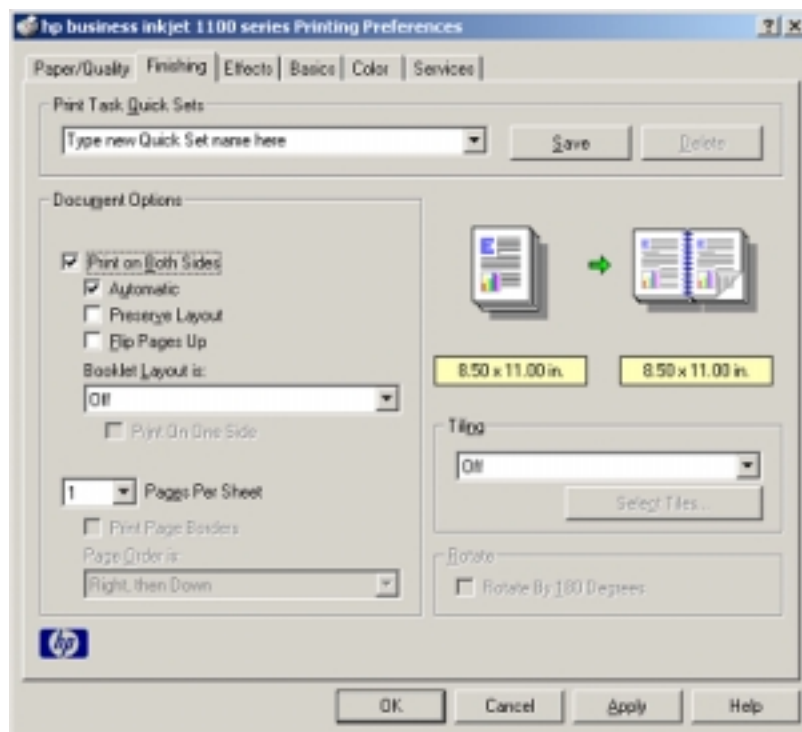 hp business inkjet 1100 series Printing Preferences
Paper/Quality Finishing Effects Basics Color Services
Print Task Quick Sets
Type new Quick Set name here Save Delete
Document Options
Print on Both Sides
Automatic
Preserve Layout
Flip Pages Up
Booklet Layout is:
Off
Print On One Side
1 Pages Per Sheet
Print Page Borders
Page Order is
Right, then Down
8.50 x 11.00 in. 8.50 x 11.00 in.
Tiling
Off
Select Tiles...
Rotate
Rotate By 180 Degrees
hp
OK Cancel Apply Help